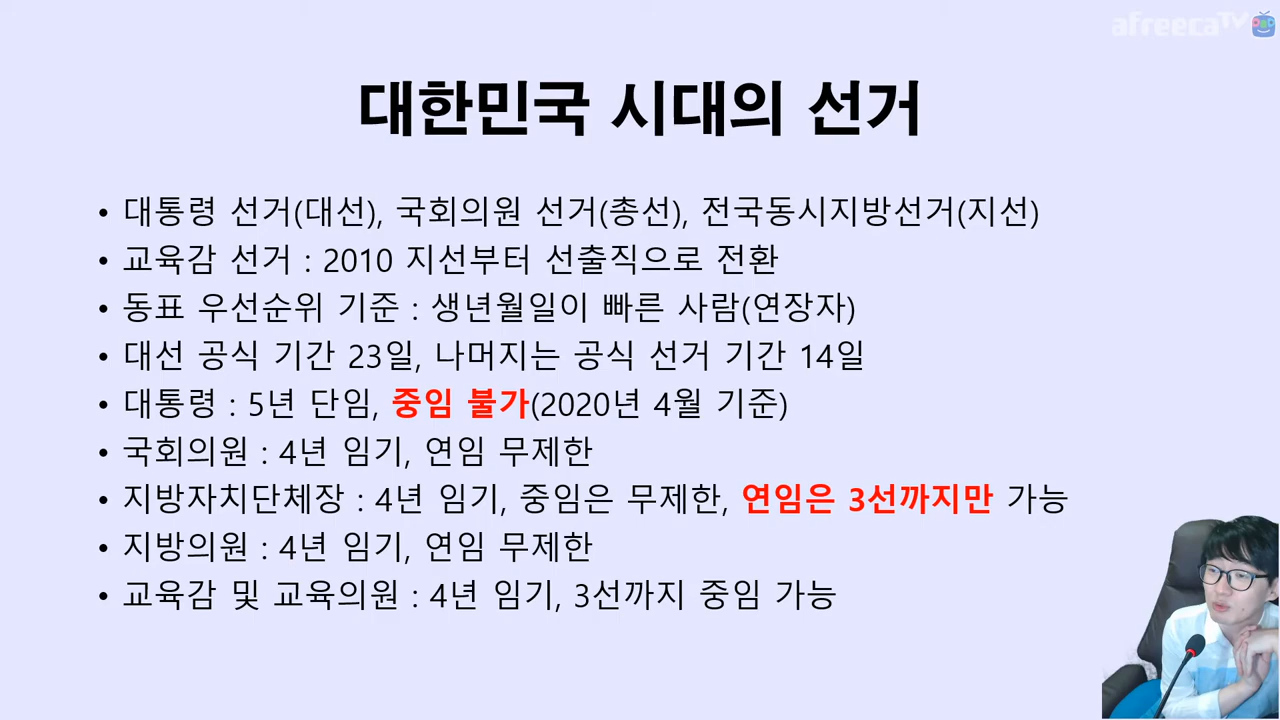 afreecaTV
대한민국 시대의 선거
• 대통령 선거(대선), 국회의원 선거(총선), 전국동시지방선거(지선)
• 교육감 선거 : 2010 지선부터 선출직으로 전환
• 동표 우선순위 기준 : 생년월일이 빠른 사람(연장자)
• 대선 공식 기간 23일, 나머지는 공식 선거 기간 14일
• 대통령 : 5년 단임, 중임 불가(2020년 4월 기준)
• 국회의원 : 4년 임기, 연임 무제한
• 지방자치단체장 : 4년 임기, 중임은 무제한, 연임은 3선까지만 가능
• 지방의원 : 4년 임기, 연임 무제한
• 교육감 및 교육의원 : 4년 임기, 3선까지 중임 가능